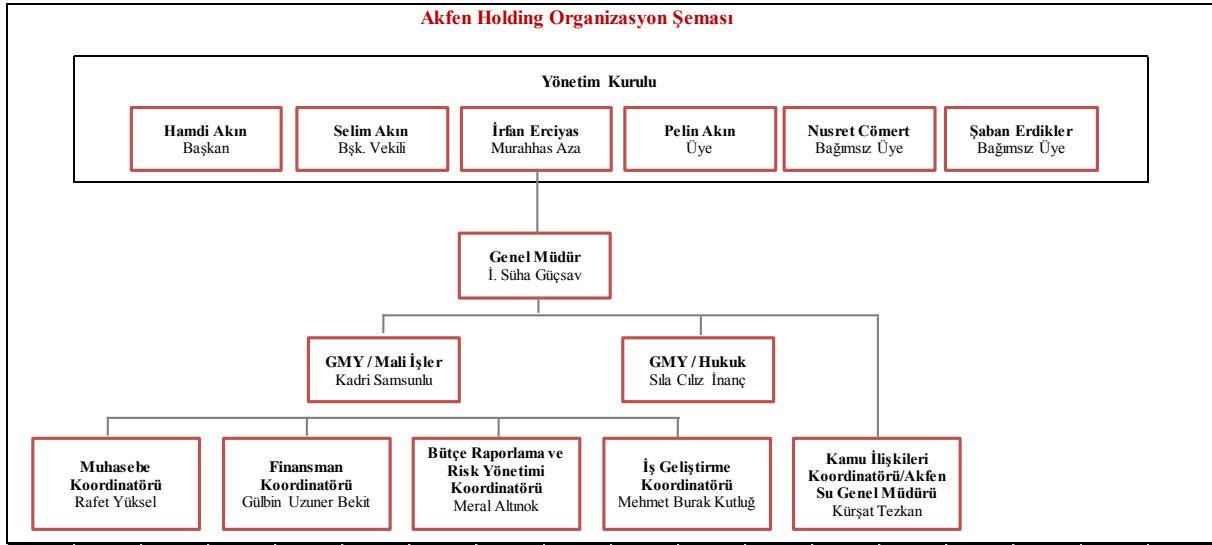 Akfen Holding Organizasyon Şeması
Yönetim Kurulu
Hamdi Akın
Başkan
Selim Akın
Bşk. Vekili
İrfan Erciyas
Murahhas Aza
Pelin Akın
Üye
Nusret Cömert
Bağımsız Üye
Şaban Erdikler
Bağımsız Üye
Genel Müdür
İ. Süha Güçsav
GMY / Mali İşler
Kadri Samsunlu
GMY / Hukuk
Sıla Cılız İnanç
Muhasebe
Koordinatörü
Rafet Yüksel
Finansman
Koordinatörü
Gülbin Uzuner Bekit
Bütçe Raporlama ve
Risk Yönetimi
Koordinatörü
Meral Altınok
İş Geliştirme
Koordinatörü
Mehmet Burak Kutluğ
Kamu İlişkileri
Koordinatörü/Akfen
Su Genel Müdürü
Kürşat Tezkan